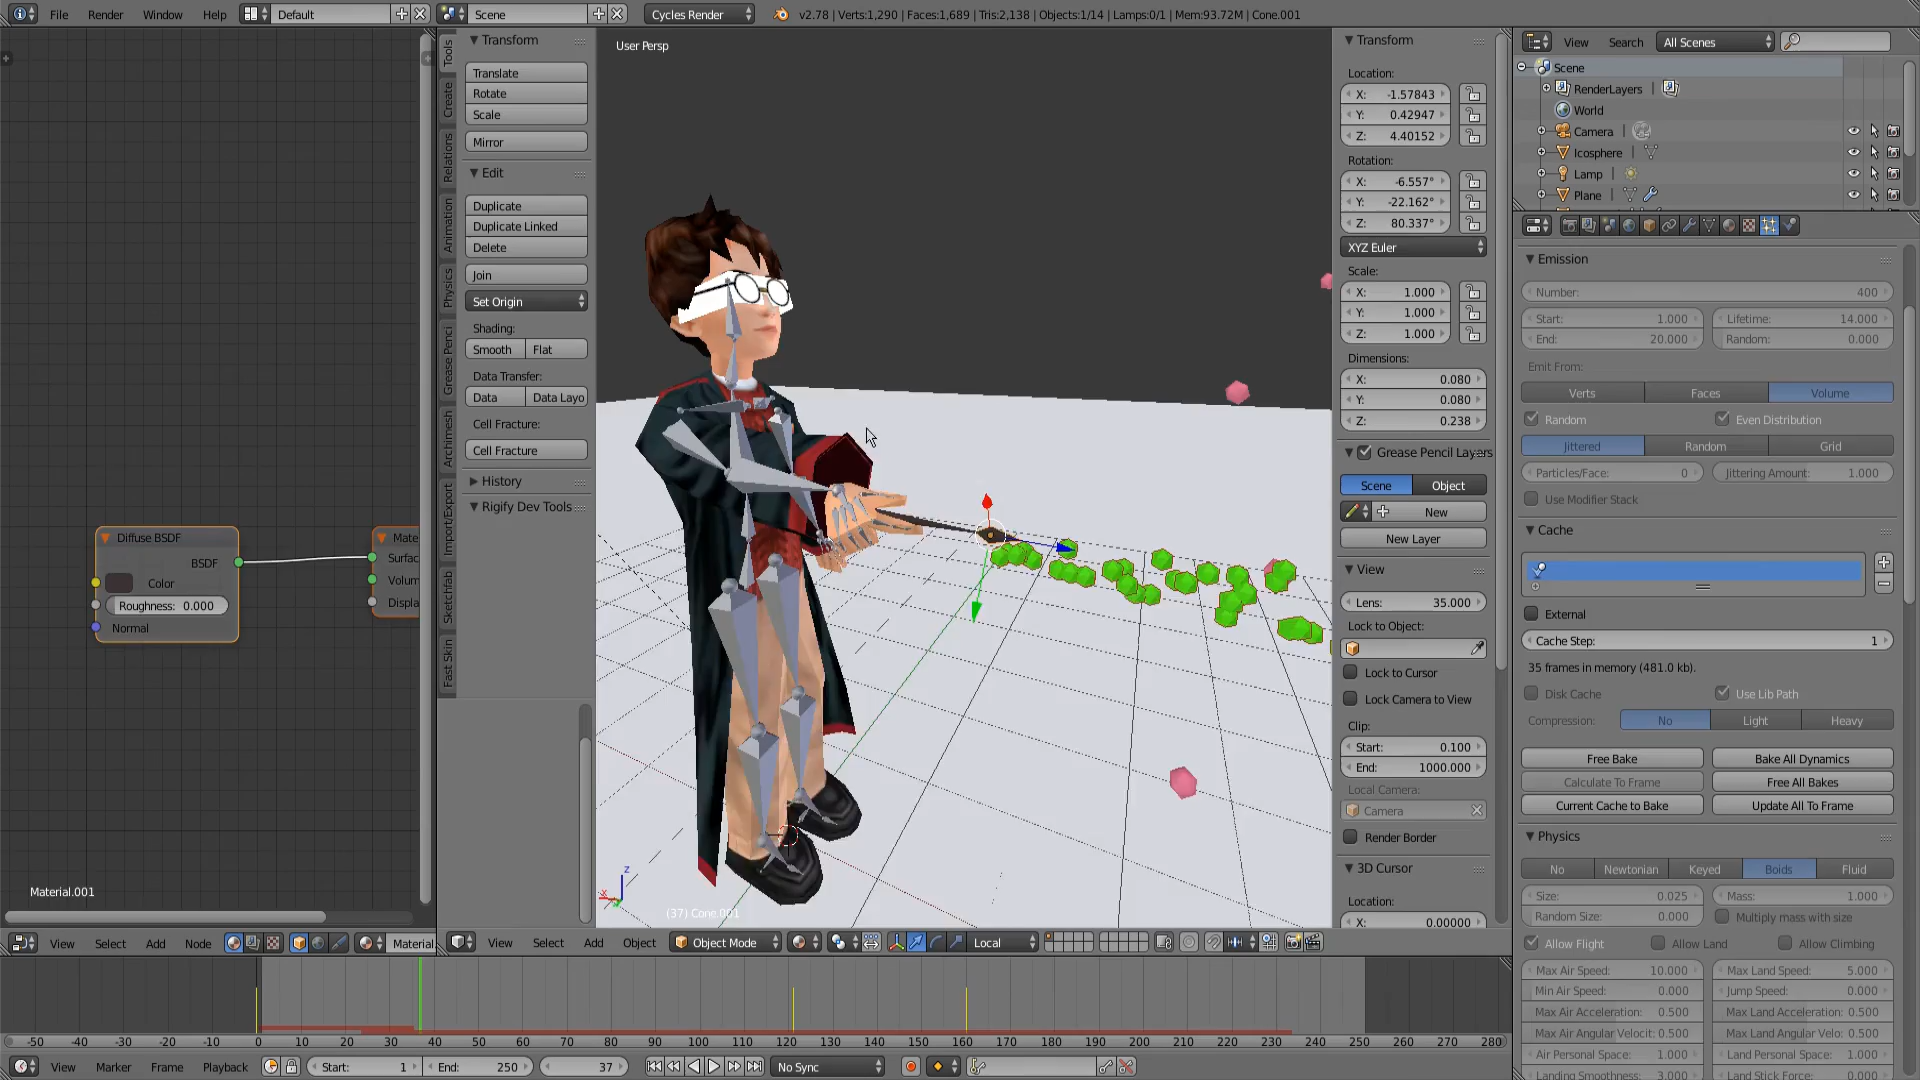 File Render Window Help Default Scene Cycles Render v2.78 | Verts:1,290 | Faces:1,689 | Tris:2,138 | Objects:1/14 | Lamps:0/1 | Mem:93.72M | Cone.001
Diffuse BSDF
BSDF
Color
Roughness: 0.000
Normal
Mate
Surfac
Volum
Displa
Material.001
View Select Add Node Material
Tools
Create
Relations
Animation
Physics
Grease Penci
Archimesh
Import/Export
Sketchfab
Fast Skin
Transform
Translate
Rotate
Scale
Mirror
Edit
Duplicate
Duplicate Linked
Delete
Join
Set Origin
Shading:
Smooth Flat
Data Transfer:
Data Data Layo
Cell Fracture:
Cell Fracture
History
Rigify Dev Tools
User Persp
(37) Cone.001
View Select Add Object Object Mode Local
Transform
Location:
X: -1.57843
Y: 0.42947
Z: 4.40152
Rotation:
X: -6.557°
Y: -22.162°
Z: 80.337°
XYZ Euler
Scale:
X: 1.000
Y: 1.000
Z: 1.000
Dimensions:
X: 0.080
Y: 0.080
Z: 0.238
Grease Pencil Layers
Scene Object
New
New Layer
View
Lens: 35.000
Lock to Object:
Lock to Cursor
Lock Camera to View
Clip:
Start: 0.100
End: 1000.000
Local Camera:
Camera
Render Border
3D Cursor
Location:
X: 0.00000
View Search All Scenes
Scene
RenderLayers
World
Camera
Icosphere
Lamp
Plane
Emission
Number: 400
Start: 1.000 Lifetime: 14.000
End: 20.000 Random: 0.000
Emit From:
Verts Faces Volume
Random Even Distribution
Jittered Random Grid
Particles/Face: 0 Jittering Amount: 1.000
Use Modifier Stack
Cache
External
Cache Step: 1
35 frames in memory (481.0 kb).
Disk Cache Use Lib Path
Compression: No Light Heavy
Free Bake Bake All Dynamics
Calculate To Frame Free All Bakes
Current Cache to Bake Update All To Frame
Physics
No Newtonian Keyed Boids Fluid
Size: 0.025 Mass: 1.000
Random Size: 0.000 Multiply mass with size
Allow Flight Allow Land Allow Climbing
Max Air Speed: 10.000 Max Land Speed: 5.000
Min Air Speed: 0.000 Jump Speed: 0.000
Max Air Acceleration: 0.500 Max Land Acceleration: 0.500
Max Air Angular Velocit: 0.500 Max Land Angular Velo: 0.500
Air Personal Space: 1.000 Land Personal Space: 1.000
Landing Smoothness: 3.000 Land Stick Force: 0.000
-50 -40 -30 -20 -10 0 10 20 30 40 50 60 70 80 90 100 110 120 130 140 150 160 170 180 190 200 210 220 230 240 250 260 270 280
View Marker Frame Playback Start: 1 End: 250 37 No Sync